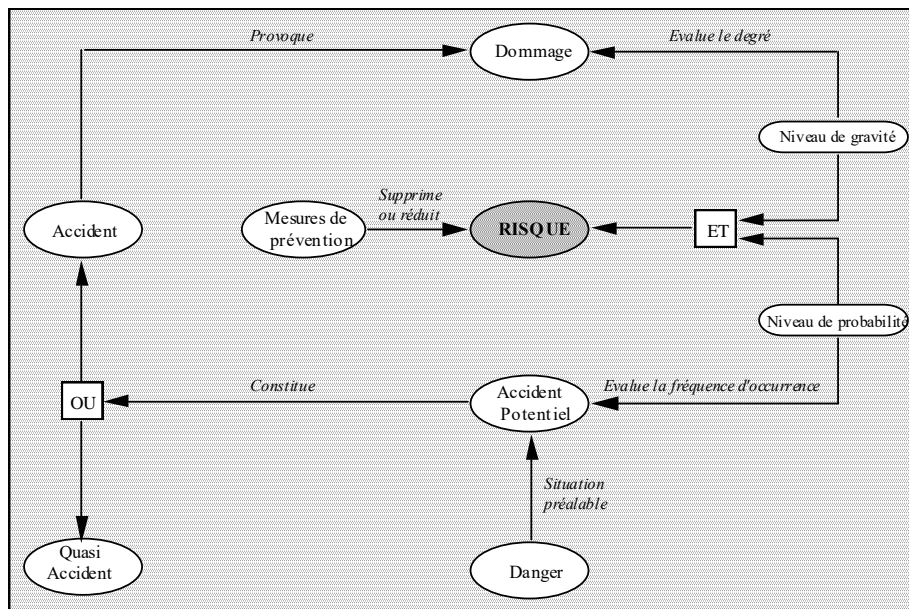 Provoque
Dommage
Evalue le degré
Niveau de gravité
Supprime
ou réduit
Accident
Mesures de
prévention
RISQUE
ET
Niveau de probabilité
OU
Constitue
Accident
Potentiel
Evalue la fréquence d'occurrence
Situation
préalable
Quasi
Accident
Danger